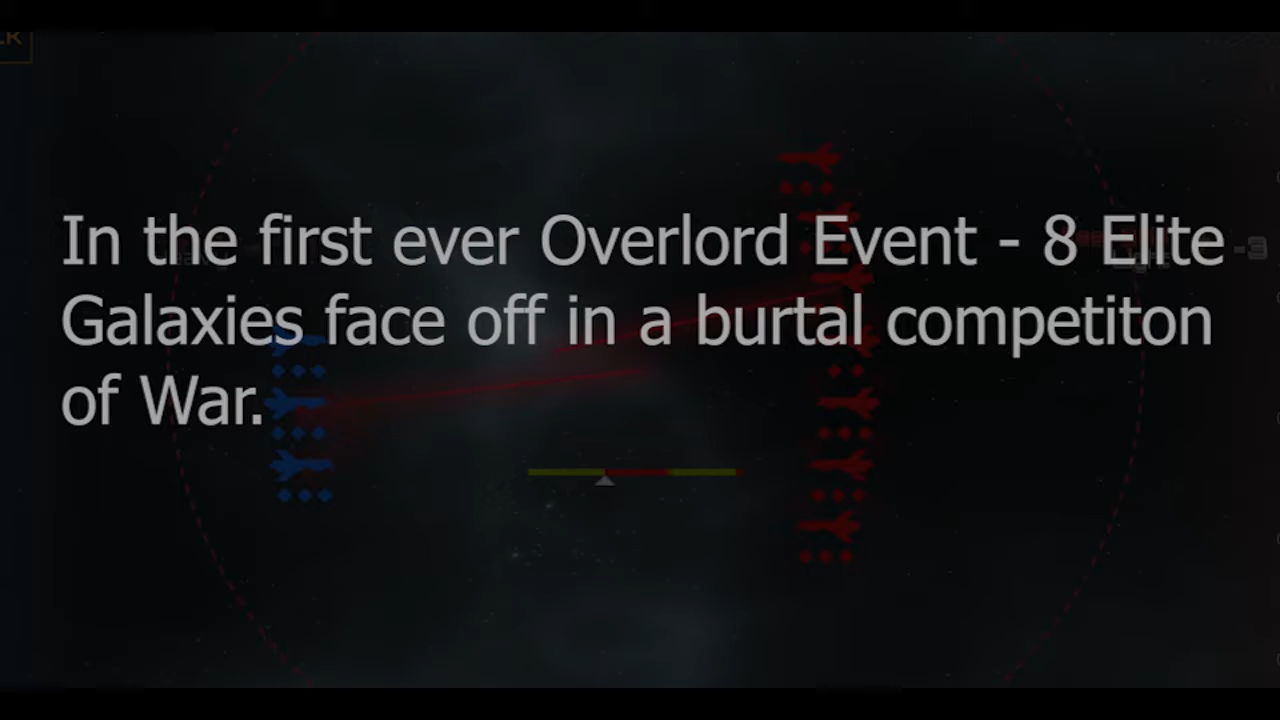 In the first ever Overlord Event - 8 Elite
Galaxies face off in a burtal competiton
of War.